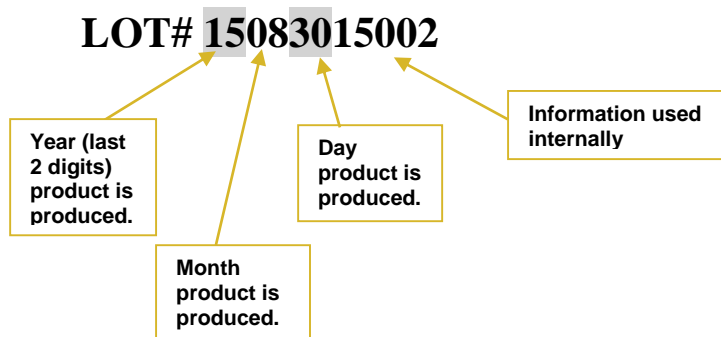 LOT# 15083015002
Year (last
2 digits)
product is
produced.
Month
product is
produced.
Day
product is
produced.
Information used
internally